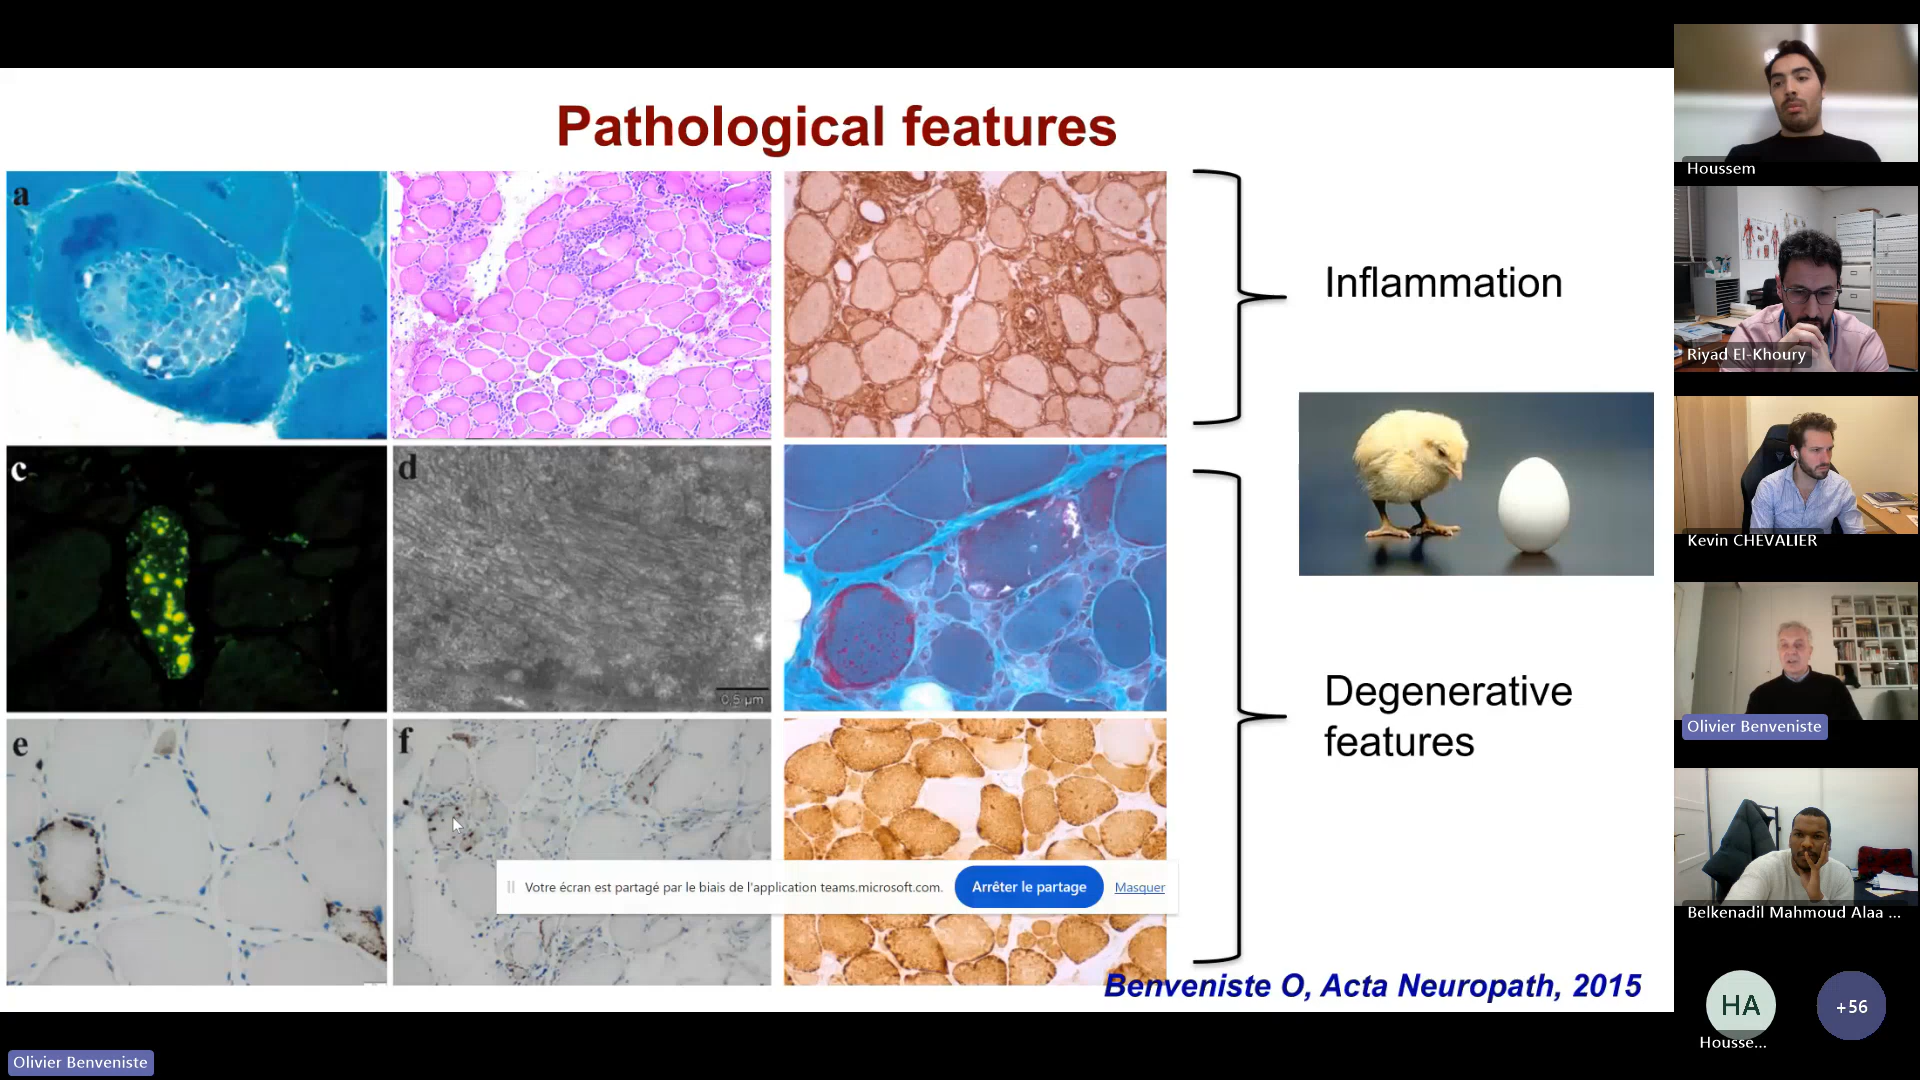 Pathological features
a
c
d
0.5 µm
e
f
Inflammation
Degenerative
features
Votre écran est partagé par le biais de l'application teams.microsoft.com.
Arrêter le partage
Masquer
Benveniste O, Acta Neuropath, 2015
Olivier Benveniste
Houssem
Riyad El-Khoury
Kevin CHEVALIER
Olivier Benveniste
Belkenadil Mahmoud Alaa ...
HA
Housse...
+56